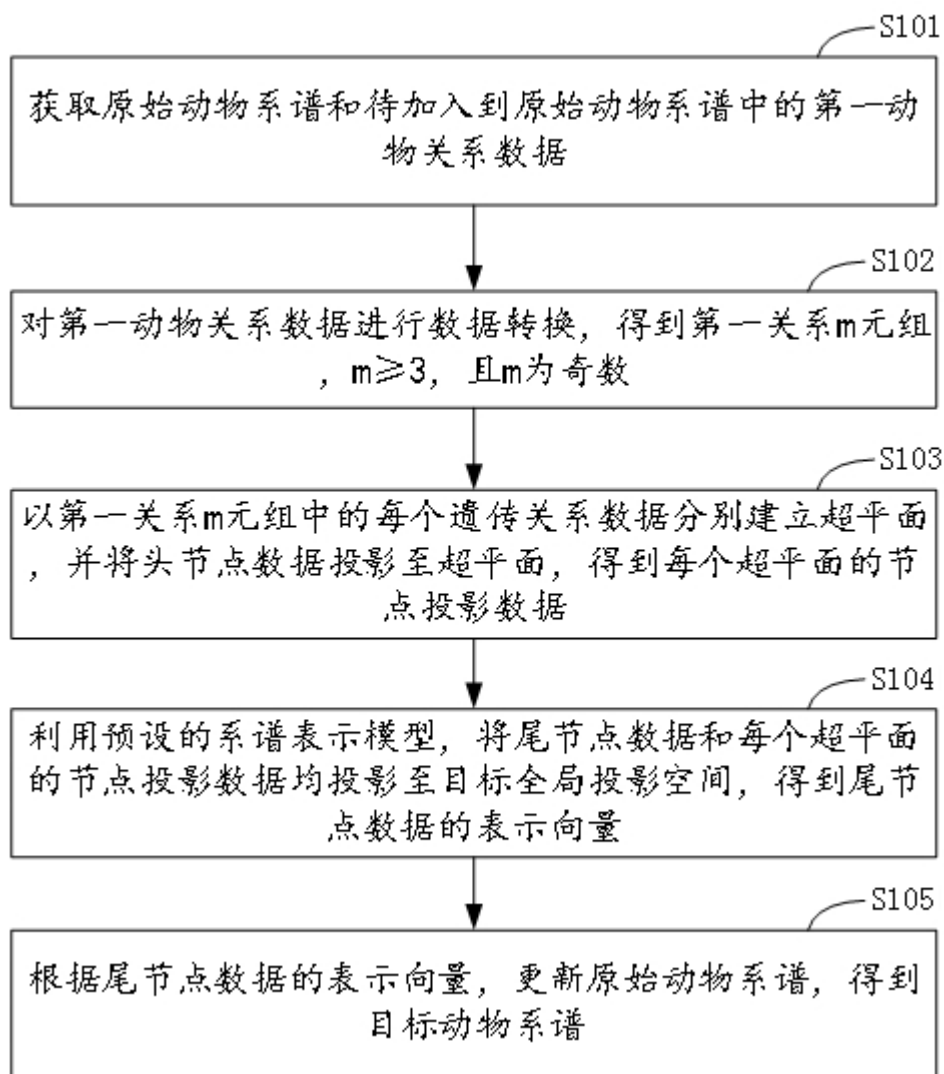 S101
获取原始动物系谱和待加入到原始动物系谱中的第一动
物关系数据
S102
对第一动物关系数据进行数据转换，得到第一关系m元组
，m≥3，且m为奇数
S103
以第一关系m元组中的每个遗传关系数据分别建立超平面
，并将头节点数据投影至超平面，得到每个超平面的节
点投影数据
S104
利用预设的系谱表示模型，将尾节点数据和每个超平面
的节点投影数据均投影至目标全局投影空间，得到尾节
点数据的表示向量
S105
根据尾节点数据的表示向量，更新原始动物系谱，得到
目标动物系谱